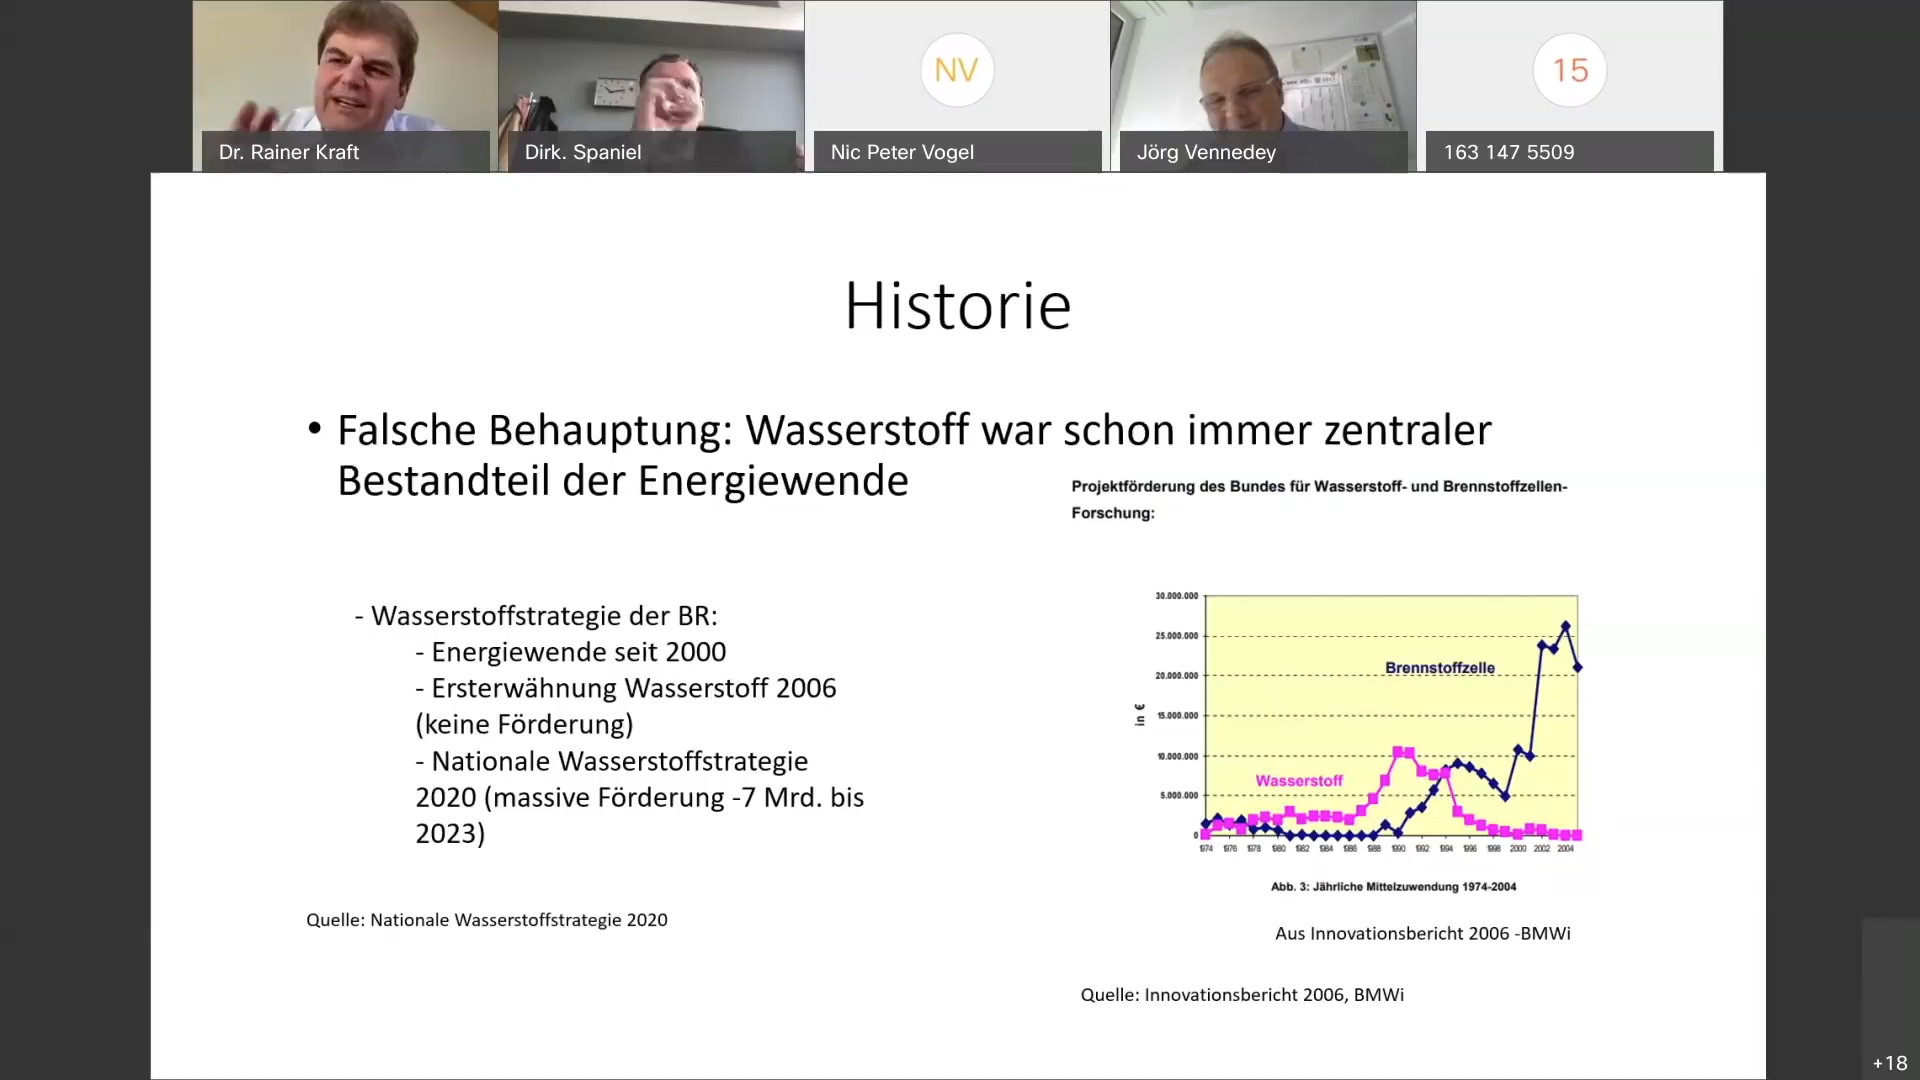 NV
15
Dr. Rainer Kraft
Dirk. Spaniel
Nic Peter Vogel
Jörg Vennedey
163 147 5509
Historie
• Falsche Behauptung: Wasserstoff war schon immer zentraler
Bestandteil der Energiewende
Projektförderung des Bundes für Wasserstoff- und Brennstoffzellen-
Forschung:
- Wasserstoffstrategie der BR:
- Energiewende seit 2000
- Ersterwähnung Wasserstoff 2006
(keine Förderung)
- Nationale Wasserstoffstrategie
2020 (massive Förderung -7 Mrd. bis
2023)
30.000.000
25.000.000
20.000.000
15.000.000
10.000.000
5.000.000
0
in €
Brennstoffzelle
Wasserstoff
1974 1976 1978 1980 1982 1984 1986 1988 1990 1992 1994 1996 1998 2000 2002 2004
Abb. 3: Jährliche Mittelzuwendung 1974-2004
Quelle: Nationale Wasserstoffstrategie 2020
Aus Innovationsbericht 2006 -BMWi
Quelle: Innovationsbericht 2006, BMWi
+18